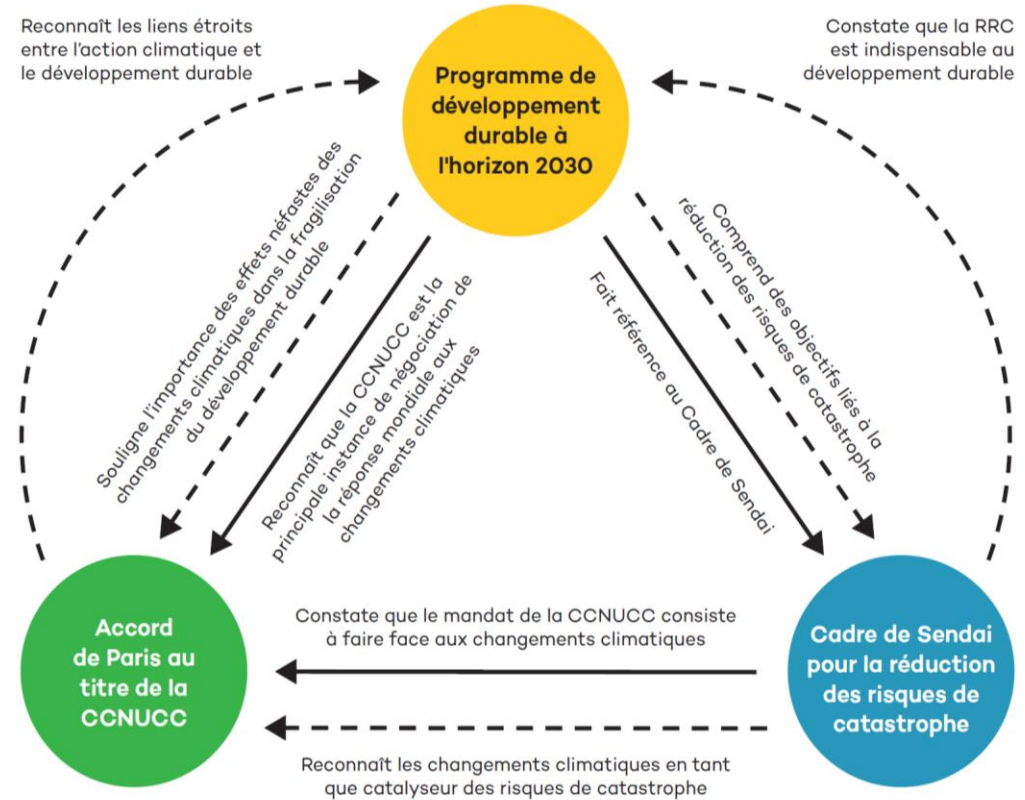 Reconnaît les liens étroits
entre l'action climatique et
le développement durable
Constate que la RRC
est indispensable au
développement durable
Programme de
développement
durable à
l'horizon 2030
Souligne l'importance des effets néfastes des
changements climatiques dans la fragilisation
du développement durable
Reconnaît que la CCNUCC est la
principale instance de négociation de
la réponse mondiale aux
changements climatiques
Fait référence au Cadre de Sendai
Comprend des objectifs liés à la
réduction des risques de catastrophe
Accord
de Paris au
titre de la
CCNUCC
Constate que le mandat de la CCNUCC consiste
à faire face aux changements climatiques
Cadre de Sendai
pour la réduction
des risques de
catastrophe
Reconnaît les changements climatiques en tant
que catalyseur des risques de catastrophe